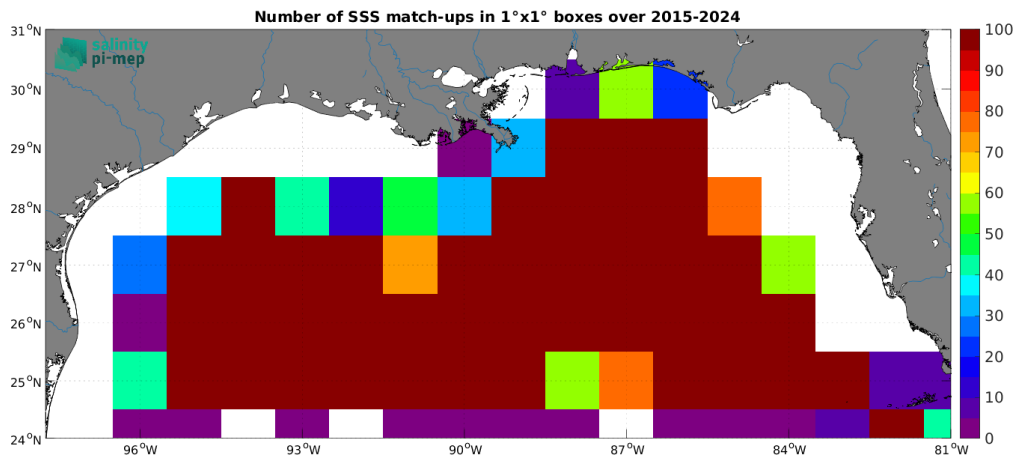 Number of SSS match-ups in 1°x1° boxes over 2015-2024
salinity
pi-mep
31°N
30°N
29°N
28°N
27°N
26°N
25°N
24°N
96°W
93°W
90°W
87°W
84°W
81°W
100
90
80
70
60
50
40
30
20
10
0